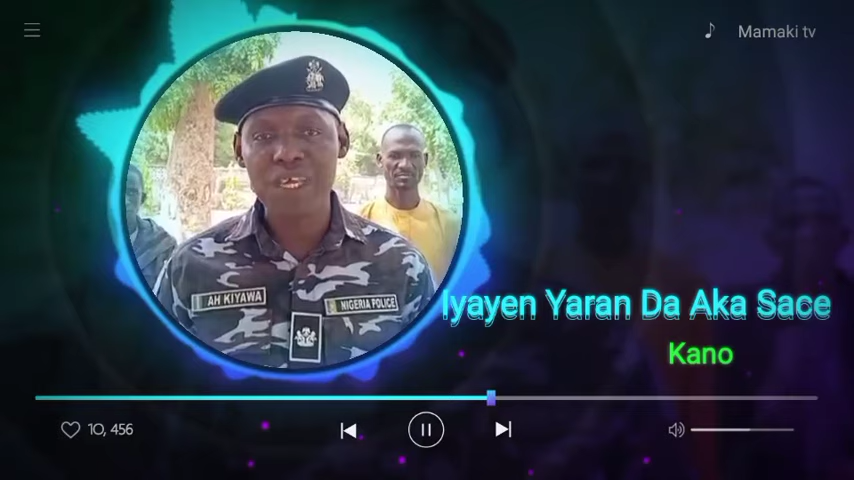 Mamaki tv
AH KIYAWA
NIGERIA POLICE
Iyayen Yaran Da Aka Sace
Kano
10, 456